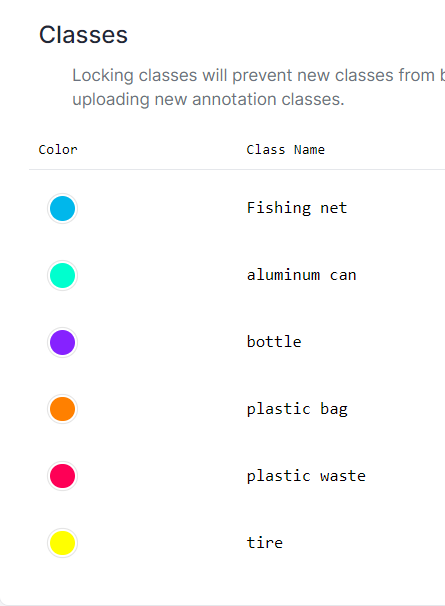 Classes
Locking classes will prevent new classes from
uploading new annotation classes.
Color Class Name
Fishing net
aluminum can
bottle
plastic bag
plastic waste
tire